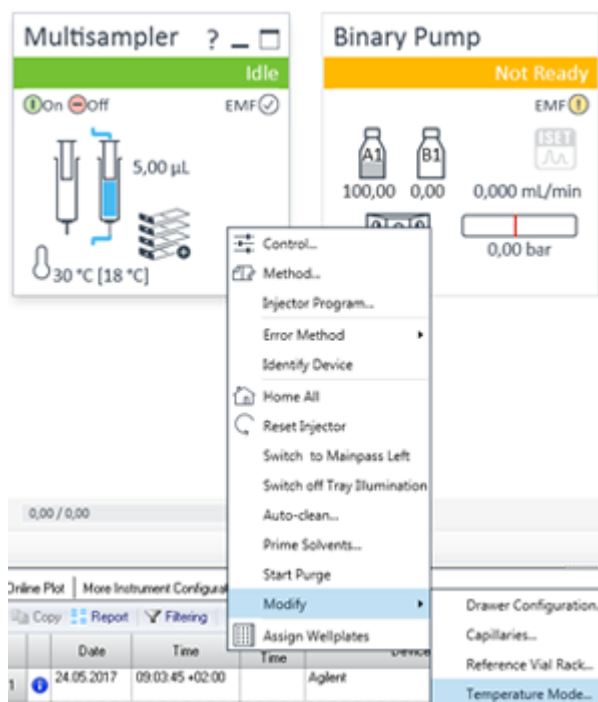 Multisampler ?
Idle
On Off EMF
5,00 µL
30 °C [18 °C]
Binary Pump
Not Ready
EMF
A1 B1 ISET
100,00 0,00 0,000 mL/min
0,00 bar
Control...
Method...
Injector Program...
Error Method
Identify Device
Home All
Reset Injector
Switch to Mainpass Left
Switch off Tray Illumination
Auto-clean...
Prime Solvents...
Start Purge
Modify
Assign Wellplates
Drawer Configuration
Capillaries...
Reference Vial Rack...
Temperature Mode...
0,00 / 0,00
Online Plot More Instrument
Copy Report Filtering
Date Time Time
1 24.05.2017 09:03:45 +02:00 Agilent